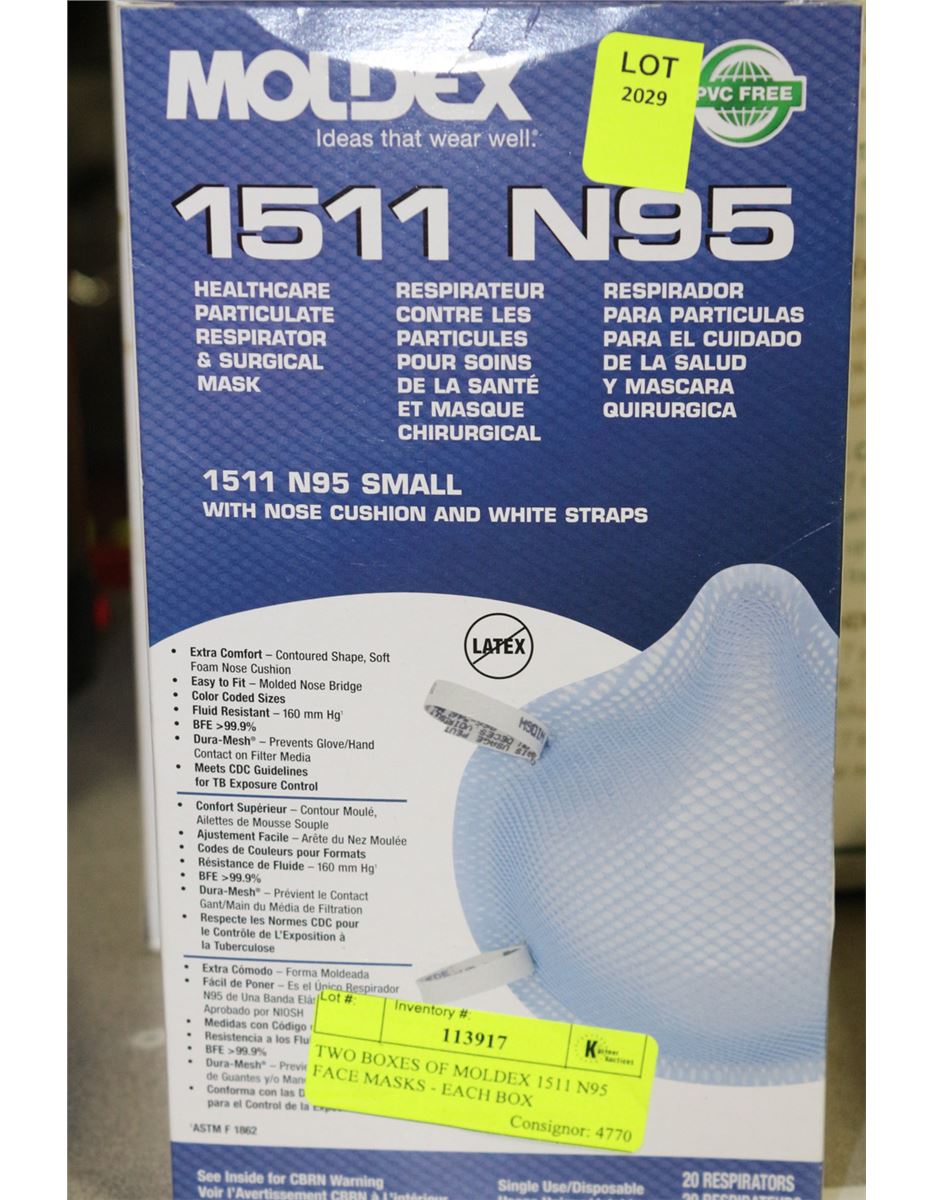 MOLDEX
Ideas that wear well.®
LOT
2029
PVC FREE
1511 N95
HEALTHCARE
PARTICULATE
RESPIRATOR
& SURGICAL
MASK
RESPIRATEUR
CONTRE LES
PARTICULES
POUR SOINS
DE LA SANTÉ
ET MASQUE
CHIRURGICAL
RESPIRADOR
PARA PARTICULAS
PARA EL CUIDADO
DE LA SALUD
Y MASCARA
QUIRURGICA
1511 N95 SMALL
WITH NOSE CUSHION AND WHITE STRAPS
LATEX
• Extra Comfort – Contoured Shape, Soft
Foam Nose Cushion
• Easy to Fit – Molded Nose Bridge
• Color Coded Sizes
• Fluid Resistant – 160 mm Hg¹
• BFE >99.9%
• Dura-Mesh® – Prevents Glove/Hand
Contact on Filter Media
• Meets CDC Guidelines
for TB Exposure Control
• Confort Supérieur – Contour Moulé,
Ailettes de Mousse Souple
• Ajustement Facile – Arête du Nez Moulée
• Codes de Couleurs pour Formats
• Résistance de Fluide – 160 mm Hg¹
• BFE >99.9%
• Dura-Mesh® – Prévient le Contact
Gant/Main du Média de Filtration
• Respecte les Normes CDC pour
le Contrôle de L'Exposition à
la Tuberculose
• Extra Cómodo – Forma Moldeada
• Fácil de Poner – Es el Único Respirador
N95 de Una Banda
Aprobado por NIOSH
• Medidas con Código
• Resistencia a los
• BFE >99.9%
• Dura-Mesh® –
de Guantes y/o
• Conforma con las
para el Control de la
¹ASTM F 1862
NIOSH
Lot #:
Inventory #:
113917
Kastner
Auctions
TWO BOXES OF MOLDEX 1511 N95
FACE MASKS - EACH BOX
Consignor: 4770
See Inside for CBRN Warning
Voir l'Avertissement CBRN à l'intérieur
Single Use/Disposable
20 RESPIRATORS